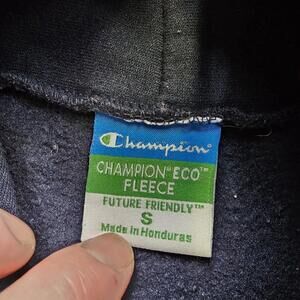 Champion
CHAMPION® ECO™
FLEECE
FUTURE FRIENDLY™
S
Made in Honduras